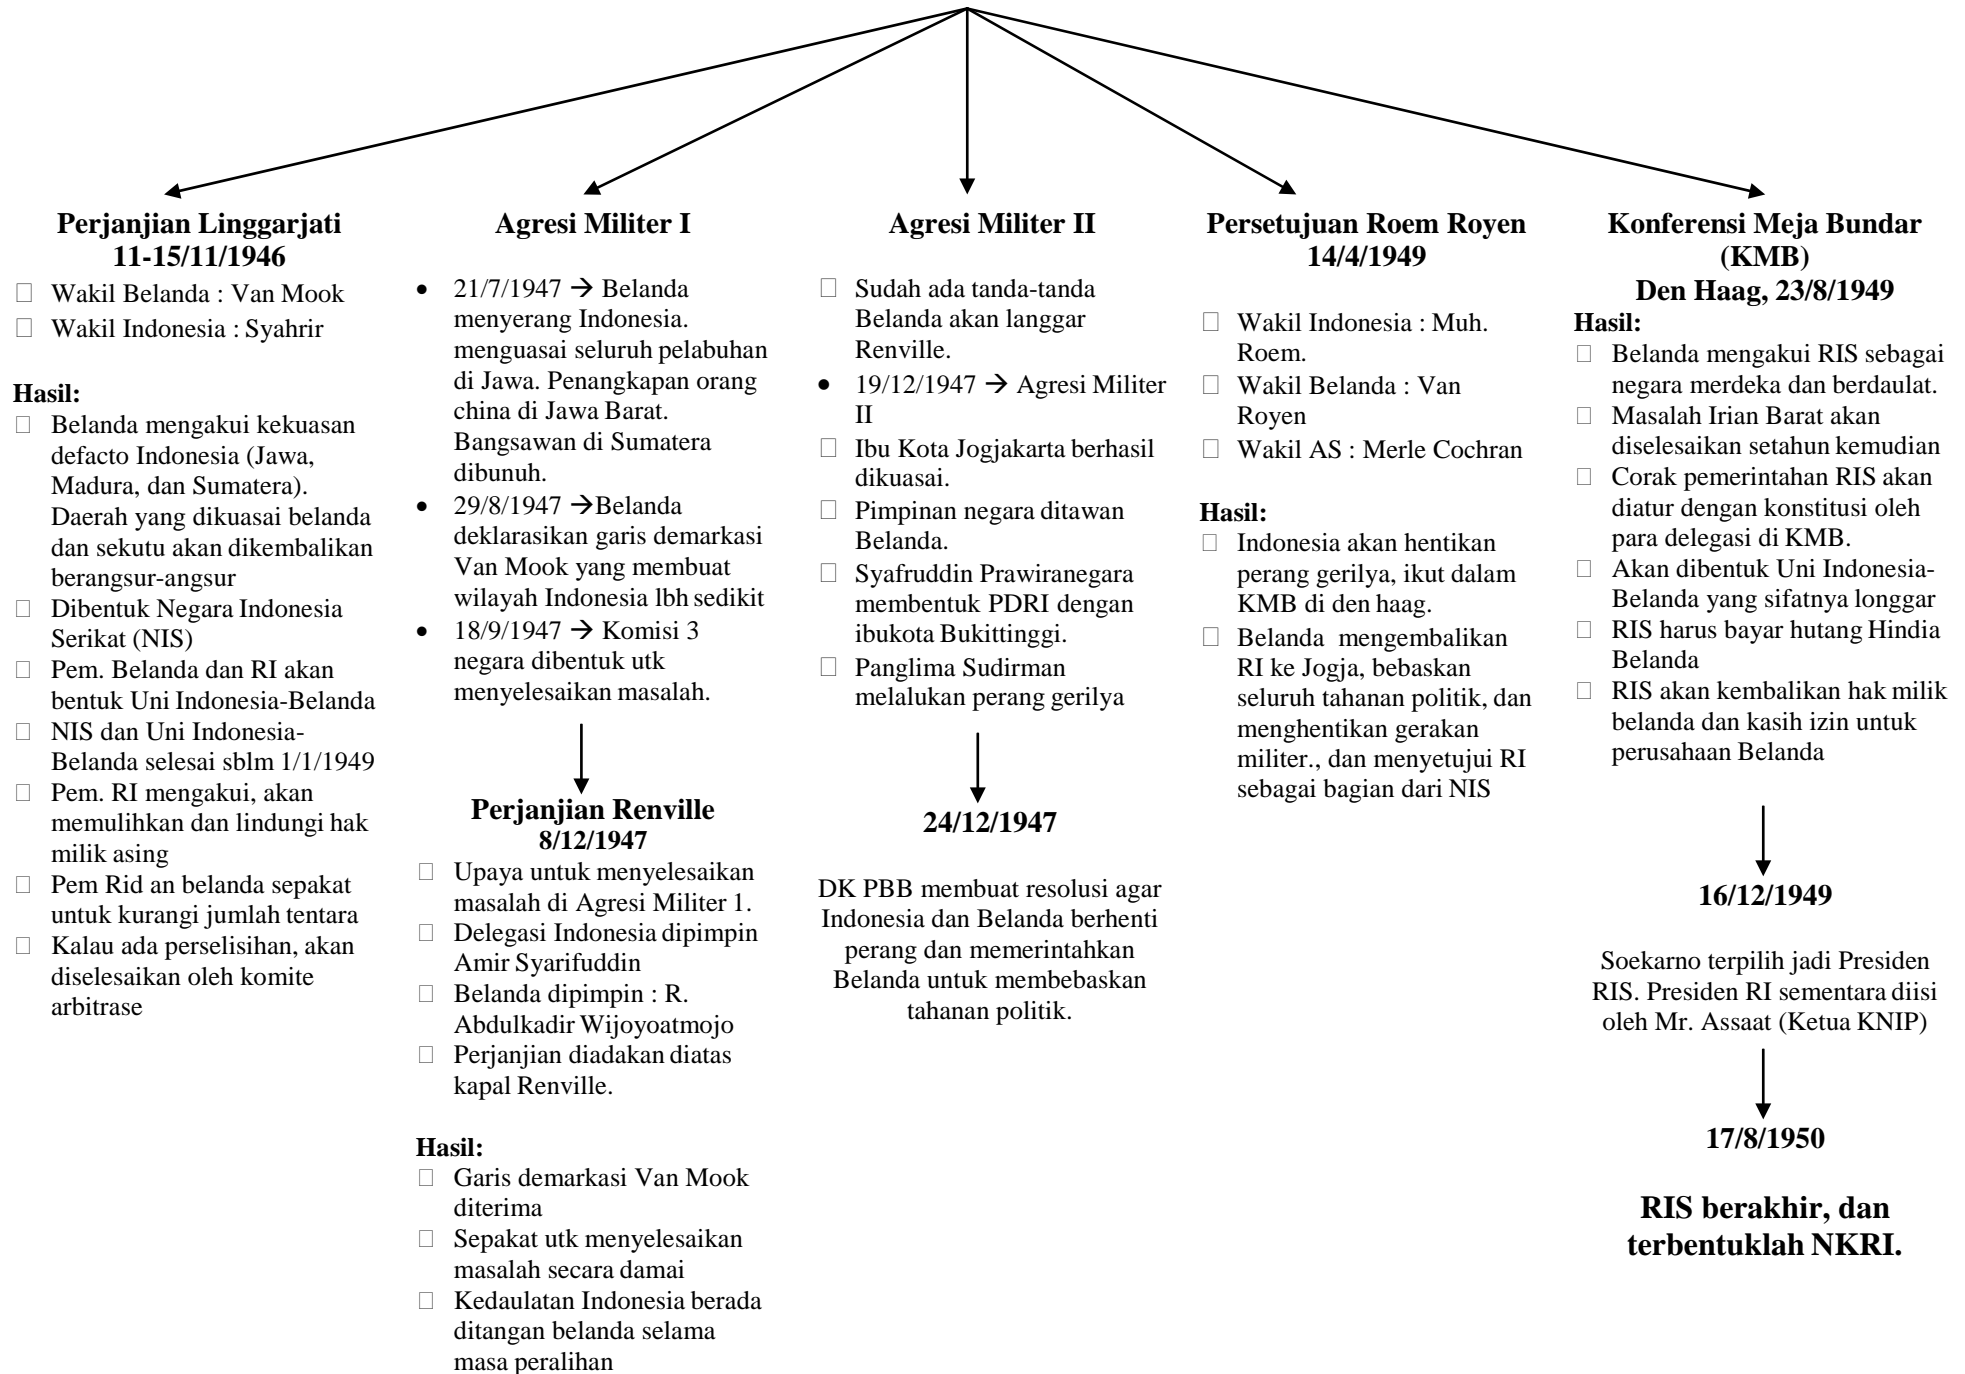 Perjanjian Linggarjati
11-15/11/1946
□ Wakil Belanda : Van Mook
□ Wakil Indonesia : Syahrir
Hasil:
□ Belanda mengakui kekuasan
defacto Indonesia (Jawa,
Madura, dan Sumatera).
Daerah yang dikuasai belanda
dan sekutu akan dikembalikan
berangsur-angsur
□ Dibentuk Negara Indonesia
Serikat (NIS)
□ Pem. Belanda dan RI akan
bentuk Uni Indonesia-Belanda
□ NIS dan Uni Indonesia-
Belanda selesai sblm 1/1/1949
□ Pem. RI mengakui, akan
memulihkan dan lindungi hak
milik asing
□ Pem Rid an belanda sepakat
untuk kurangi jumlah tentara
□ Kalau ada perselisihan, akan
diselesaikan oleh komite
arbitrase
Agresi Militer I
• 21/7/1947 → Belanda
menyerang Indonesia.
menguasai seluruh pelabuhan
di Jawa. Penangkapan orang
china di Jawa Barat.
Bangsawan di Sumatera
dibunuh.
• 29/8/1947 →Belanda
deklarasikan garis demarkasi
Van Mook yang membuat
wilayah Indonesia lbh sedikit
• 18/9/1947 → Komisi 3
negara dibentuk utk
menyelesaikan masalah.
Perjanjian Renville
8/12/1947
□ Upaya untuk menyelesaikan
masalah di Agresi Militer 1.
□ Delegasi Indonesia dipimpin
Amir Syarifuddin
□ Belanda dipimpin : R.
Abdulkadir Wijoyoatmojo
□ Perjanjian diadakan diatas
kapal Renville.
Hasil:
□ Garis demarkasi Van Mook
diterima
□ Sepakat utk menyelesaikan
masalah secara damai
□ Kedaulatan Indonesia berada
ditangan belanda selama
masa peralihan
Agresi Militer II
□ Sudah ada tanda-tanda
Belanda akan langgar
Renville.
• 19/12/1947 → Agresi Militer
II
□ Ibu Kota Jogjakarta berhasil
dikuasai.
□ Pimpinan negara ditawan
Belanda.
□ Syafruddin Prawiranegara
membentuk PDRI dengan
ibukota Bukittinggi.
□ Panglima Sudirman
melalukan perang gerilya
24/12/1947
DK PBB membuat resolusi agar
Indonesia dan Belanda berhenti
perang dan memerintahkan
Belanda untuk membebaskan
tahanan politik.
Persetujuan Roem Royen
14/4/1949
□ Wakil Indonesia : Muh.
Roem.
□ Wakil Belanda : Van
Royen
□ Wakil AS : Merle Cochran
Hasil:
□ Indonesia akan hentikan
perang gerilya, ikut dalam
KMB di den haag.
□ Belanda mengembalikan
RI ke Jogja, bebaskan
seluruh tahanan politik, dan
menghentikan gerakan
militer., dan menyetujui RI
sebagai bagian dari NIS
Konferensi Meja Bundar
(KMB)
Den Haag, 23/8/1949
Hasil:
□ Belanda mengakui RIS sebagai
negara merdeka dan berdaulat.
□ Masalah Irian Barat akan
diselesaikan setahun kemudian
□ Corak pemerintahan RIS akan
diatur dengan konstitusi oleh
para delegasi di KMB.
□ Akan dibentuk Uni Indonesia-
Belanda yang sifatnya longgar
□ RIS harus bayar hutang Hindia
Belanda
□ RIS akan kembalikan hak milik
belanda dan kasih izin untuk
perusahaan Belanda
16/12/1949
Soekarno terpilih jadi Presiden
RIS. Presiden RI sementara diisi
oleh Mr. Assaat (Ketua KNIP)
17/8/1950
RIS berakhir, dan
terbentuklah NKRI.